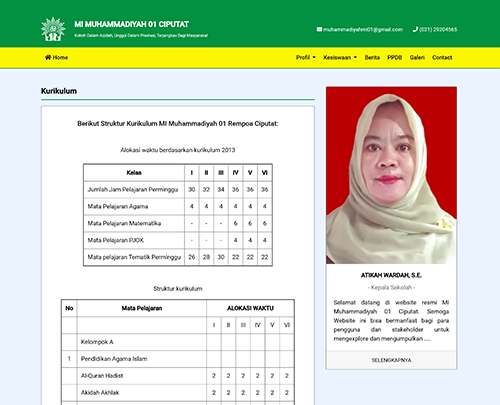 MI MUHAMMADIYAH 01 CIPUTAT
Kokoh Dalam Aqidah, Unggul Dalam Prestasi, Terjangkau Bagi Masyarakat
muhammadiyahmi01@gmail.com (021) 29204565
Home Profil Kesiswaan Berita PPDB Galeri Contact
Kurikulum
Berikut Struktur Kurikulum MI Muhammadiyah 01 Rempoa Ciputat:
Alokasi waktu berdasarkan kurikulum 2013
Kelas I II III IV V VI
Jumlah Jam Pelajaran Perminggu 30 32 34 36 36 36
Mata Pelajaran Agama 4 4 4 4 4 4
Mata Pelajaran Matematika - - - 6 6 6
Mata Pelajaran PJOK - - - 4 4 4
Mata pelajaran Tematik Perminggu 26 28 30 22 22 22
Struktur kurikulum
No Mata Pelajaran ALOKASI WAKTU
I II III IV V VI
Kelompok A
1 Pendidikan Agama Islam
Al-Quran Hadist 2 2 2 2 2 2
Akidah Akhlak 2 2 2 2 2 2
ATIKAH WARDAH, S.E.
- Kepala Sekolah -
Selamat datang di website resmi MI
Muhammadiyah 01 Ciputat. Semoga
Website ini bisa bermanfaat bagi para
pengguna dan stakeholder untuk
mengexplore dan mengumpulkan ....
SELENGKAPNYA